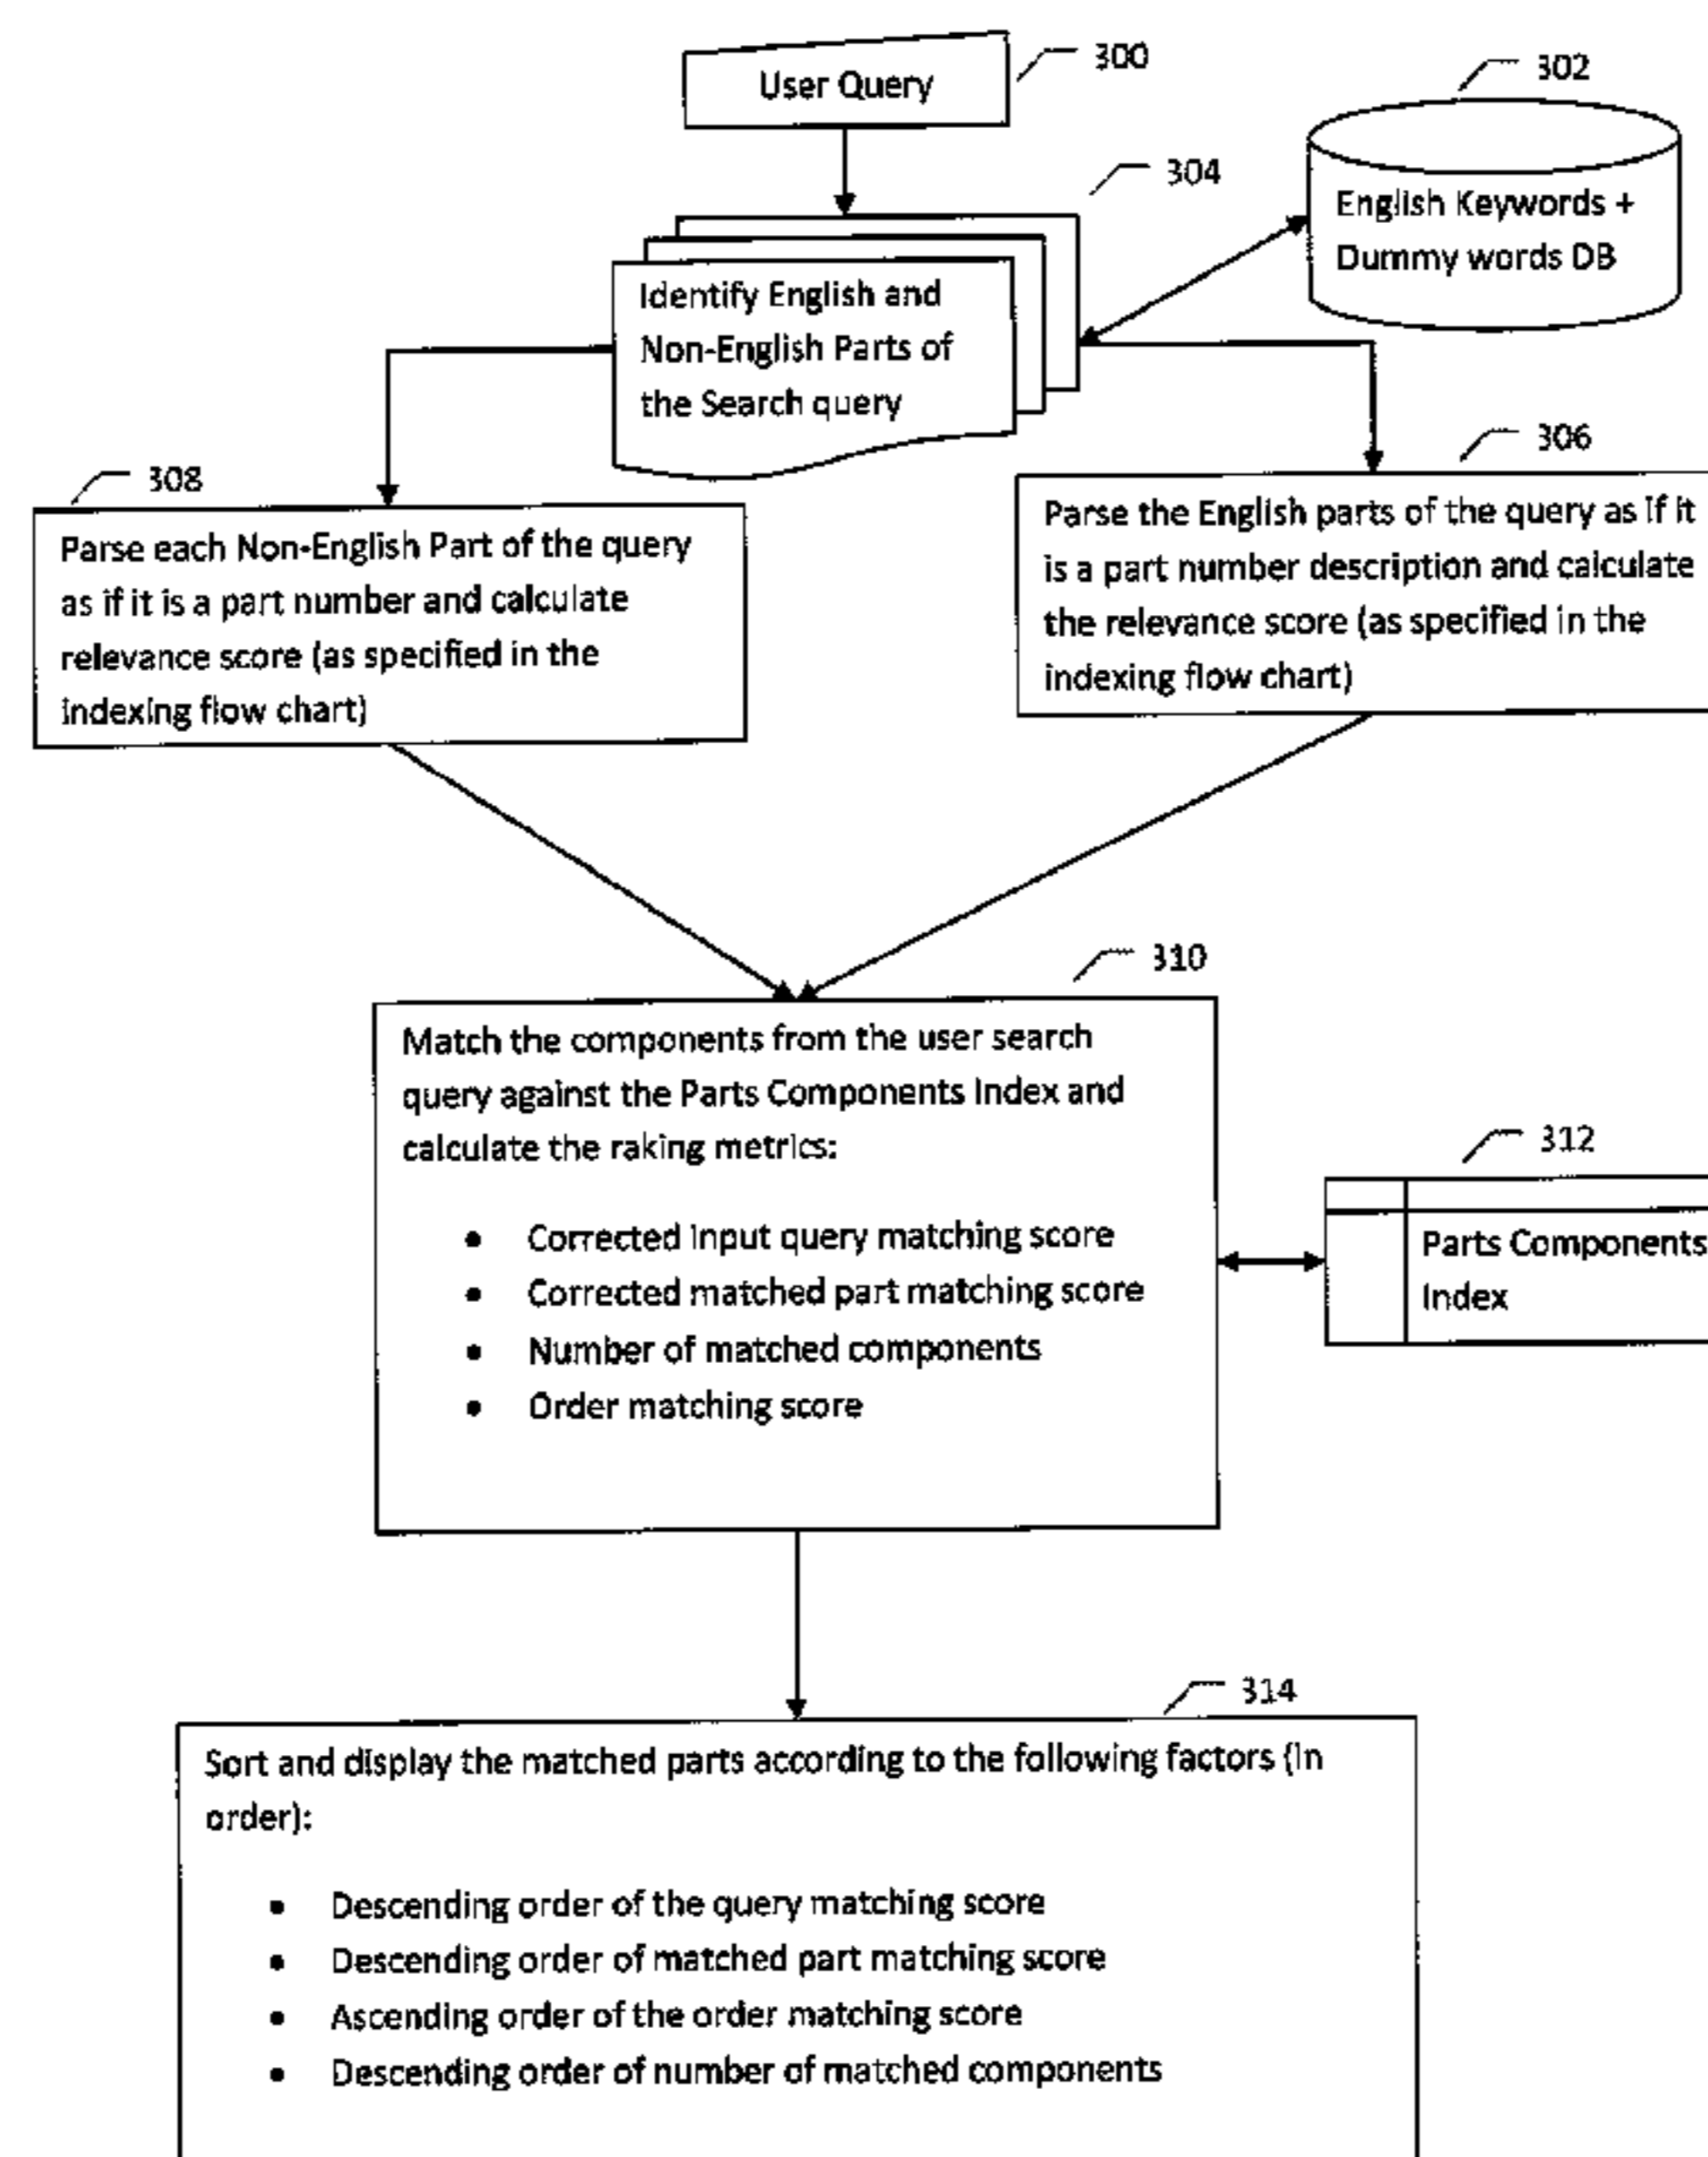 300
User Query
302
English Keywords +
Dummy words DB
304
Identify English and
Non-English Parts of
the Search query
306
Parse the English parts of the query as if it
is a part number description and calculate
the relevance score (as specified in the
indexing flow chart)
308
Parse each Non-English Part of the query
as if it is a part number and calculate
relevance score (as specified in the
indexing flow chart)
310
Match the components from the user search
query against the Parts Components Index and
calculate the raking metrics:
• Corrected input query matching score
• Corrected matched part matching score
• Number of matched components
• Order matching score
312
Parts Components
Index
314
Sort and display the matched parts according to the following factors (in
order):
• Descending order of the query matching score
• Descending order of matched part matching score
• Ascending order of the order matching score
• Descending order of number of matched components